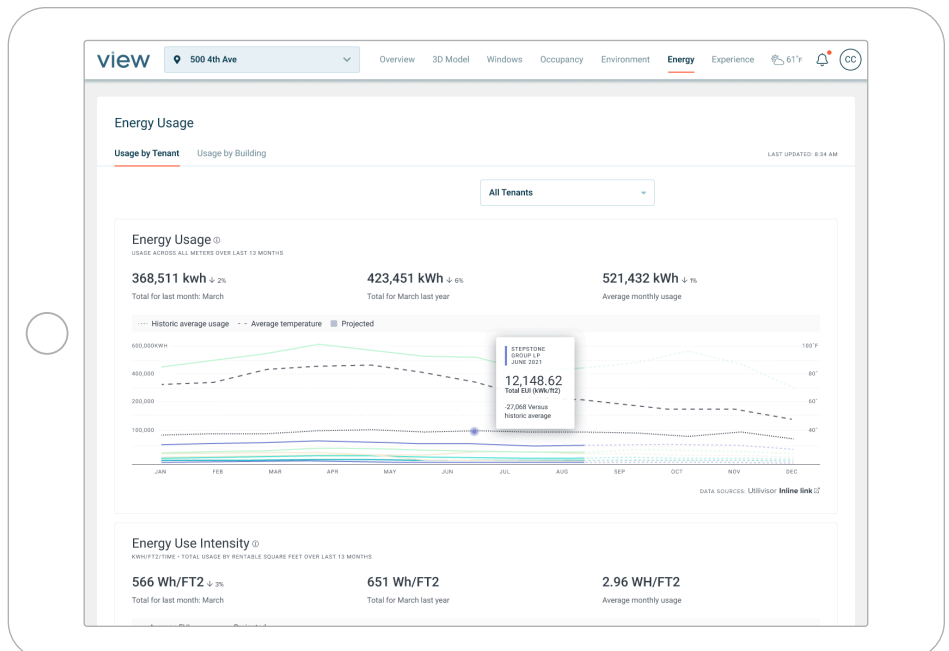 view
500 4th Ave
Overview 3D Model Windows Occupancy Environment Energy Experience 61°F CC
Energy Usage
Usage by Tenant Usage by Building
LAST UPDATED: 8:34 AM
All Tenants
Energy Usage
USAGE ACROSS ALL METERS OVER LAST 13 MONTHS
368,511 kwh ↓ 2% 423,451 kWh ↓ 6% 521,432 kWh ↓ 1%
Total for last month: March Total for March last year Average monthly usage
Historic average usage Average temperature Projected
600,000KWH 100°F
400,000 80°
200,000 60°
100,000 40°
STEPSTONE
GROUP LP
JUNE 2021
12,148.62
Total EUI (kWk/ft2)
-27,068 Versus
historic average
JAN FEB MAR APR MAY JUN JUL AUG SEP OCT NOV DEC
DATA SOURCES: Utilivisor Inline link
Energy Use Intensity
KWH/FT2/TIME • TOTAL USAGE BY RENTABLE SQUARE FEET OVER LAST 13 MONTHS
566 Wh/FT2 ↓ 3% 651 Wh/FT2 2.96 WH/FT2
Total for last month: March Total for March last year Average monthly usage